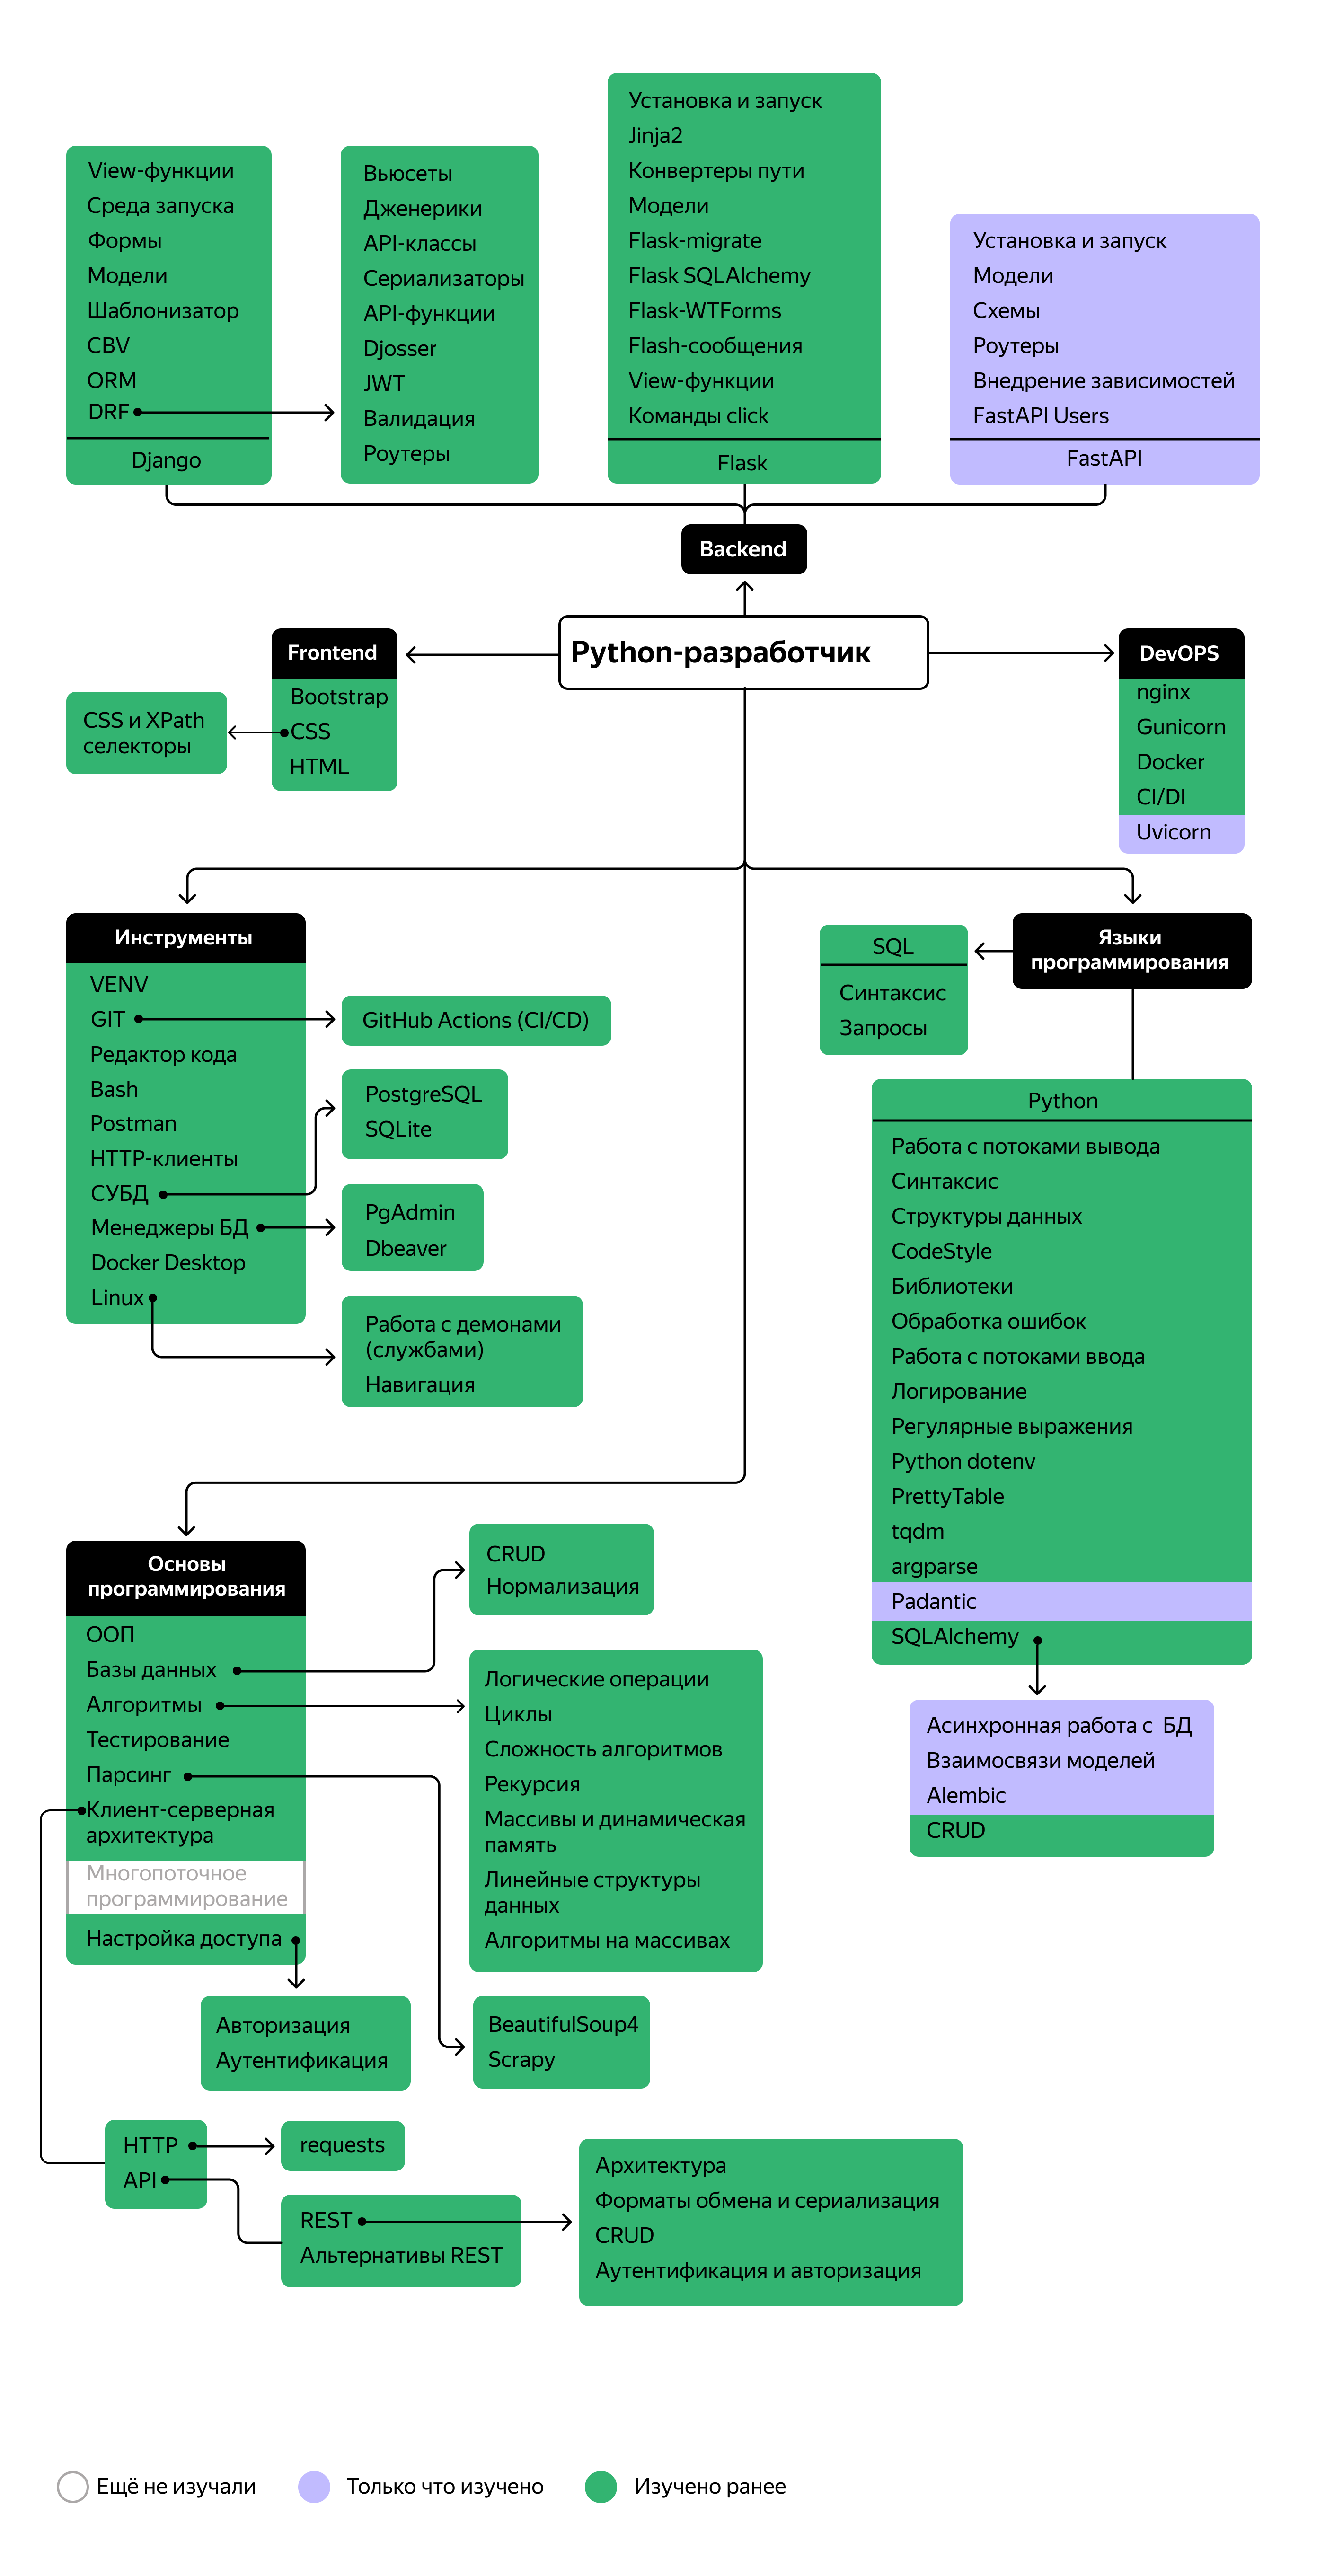 View-функции
Среда запуска
Формы
Модели
Шаблонизатор
CBV
ORM
DRF
Django
Вьюсеты
Дженерики
API-классы
Сериализаторы
API-функции
Djosser
JWT
Валидация
Роутеры
Установка и запуск
Jinja2
Конвертеры пути
Модели
Flask-migrate
Flask SQLAlchemy
Flask-WTForms
Flash-сообщения
View-функции
Команды click
Flask
Установка и запуск
Модели
Схемы
Роутеры
Внедрение зависимостей
FastAPI Users
FastAPI
Backend
Python-разработчик
Frontend
Bootstrap
CSS
HTML
CSS и XPath
селекторы
DevOPS
nginx
Gunicorn
Docker
CI/DI
Uvicorn
Инструменты
VENV
GIT
Редактор кода
Bash
Postman
HTTP-клиенты
СУБД
Менеджеры БД
Docker Desktop
Linux
GitHub Actions (CI/CD)
PostgreSQL
SQLite
PgAdmin
Dbeaver
Работа с демонами
(службами)
Навигация
Языки
программирования
SQL
Синтаксис
Запросы
Python
Работа с потоками вывода
Синтаксис
Структуры данных
CodeStyle
Библиотеки
Обработка ошибок
Работа с потоками ввода
Логирование
Регулярные выражения
Python dotenv
PrettyTable
tqdm
argparse
Padantic
SQLAlchemy
Асинхронная работа с БД
Взаимосвязи моделей
Alembic
CRUD
Основы
программирования
ООП
Базы данных
Алгоритмы
Тестирование
Парсинг
Клиент-серверная
архитектура
Многопоточное
программирование
Настройка доступа
CRUD
Нормализация
Логические операции
Циклы
Сложность алгоритмов
Рекурсия
Массивы и динамическая
память
Линейные структуры
данных
Алгоритмы на массивах
Авторизация
Аутентификация
BeautifulSoup4
Scrapy
HTTP
API
requests
REST
Альтернативы REST
Архитектура
Форматы обмена и сериализация
CRUD
Аутентификация и авторизация
Ещё не изучали
Только что изучено
Изучено ранее